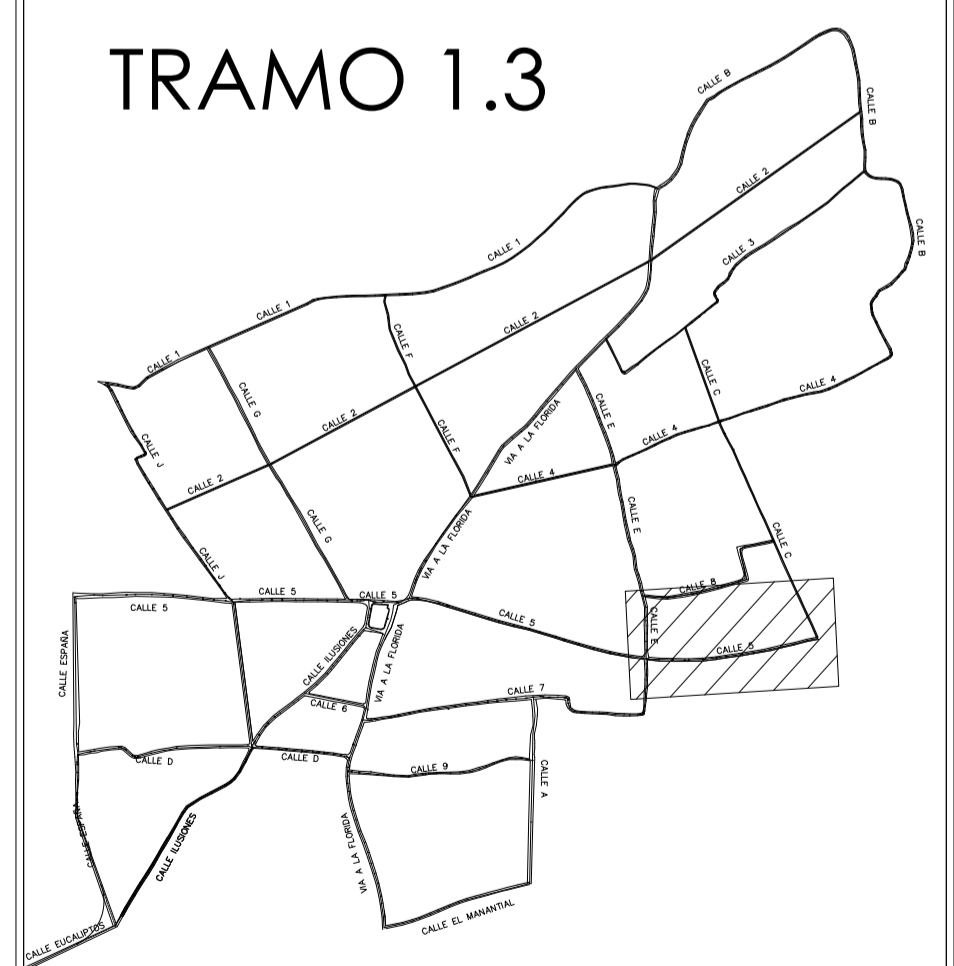 TRAMO 1.3
CALLE B
CALLE B
CALLE 2
CALLE B
CALLE 3
CALLE 1
CALLE 1
CALLE 2
CALLE F
CALLE 1
CALLE C
CALLE 4
CALLE G
CALLE 2
CALLE E
VIA A LA FLORIDA
CALLE F
CALLE 4
CALLE J
CALLE 4
CALLE 2
CALLE G
CALLE E
VIA A LA FLORIDA
CALLE C
CALLE J
CALLE 8
CALLE 5
CALLE 5
CALLE 5
CALLE 5
CALLE E
CALLE 5
CALLE ILUSIONES
VIA A LA FLORIDA
CALLE ESPAÑA
CALLE 7
CALLE 6
CALLE D
CALLE D
CALLE 9
CALLE A
CALLE ESPAÑA
CALLE ILUSIONES
VIA A LA FLORIDA
CALLE EL MANANTIAL
CALLE EUCALIPTOS